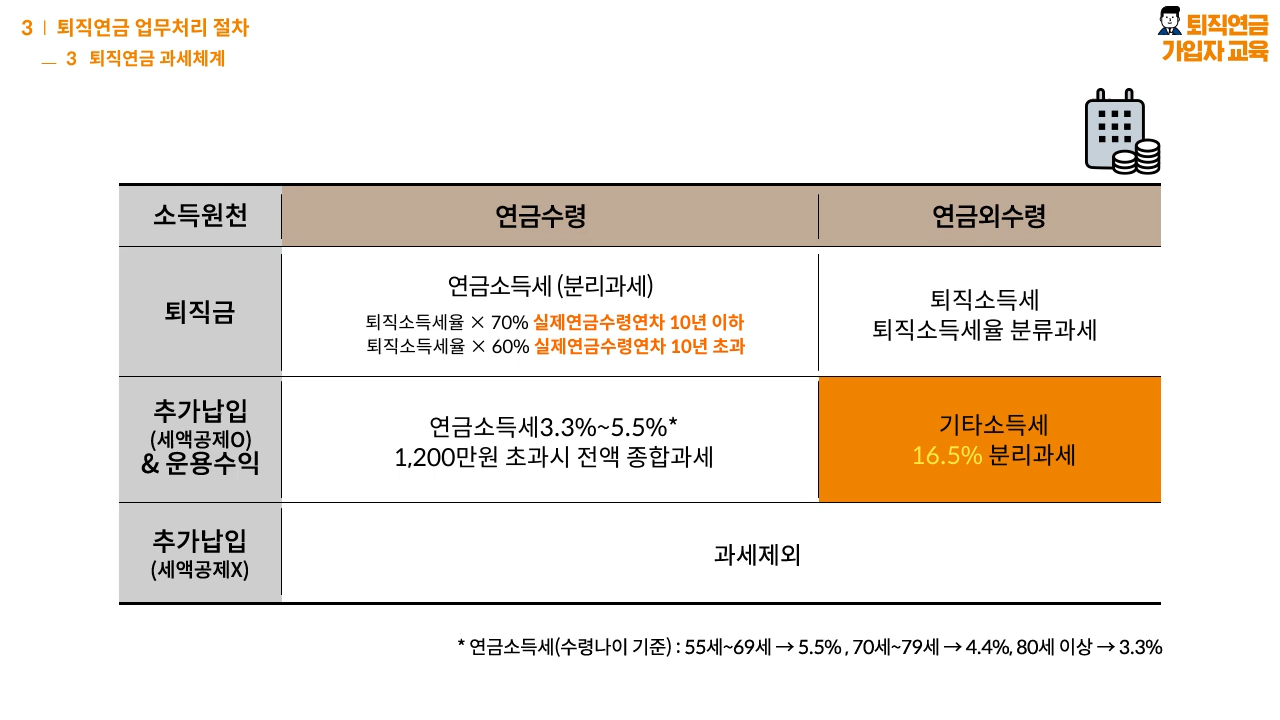 3 | 퇴직연금 업무처리 절차
3 퇴직연금 과세체계
퇴직연금
가입자 교육
소득원천 연금수령 연금외수령
퇴직금
연금소득세 (분리과세)
퇴직소득세율 × 70% 실제연금수령연차 10년 이하
퇴직소득세율 × 60% 실제연금수령연차 10년 초과
퇴직소득세
퇴직소득세율 분류과세
추가납입
(세액공제O)
& 운용수익
연금소득세3.3%~5.5%*
1,200만원 초과시 전액 종합과세
기타소득세
16.5% 분리과세
추가납입
(세액공제X)
과세제외
* 연금소득세(수령나이 기준) : 55세~69세 → 5.5% , 70세~79세 → 4.4%, 80세 이상 → 3.3%